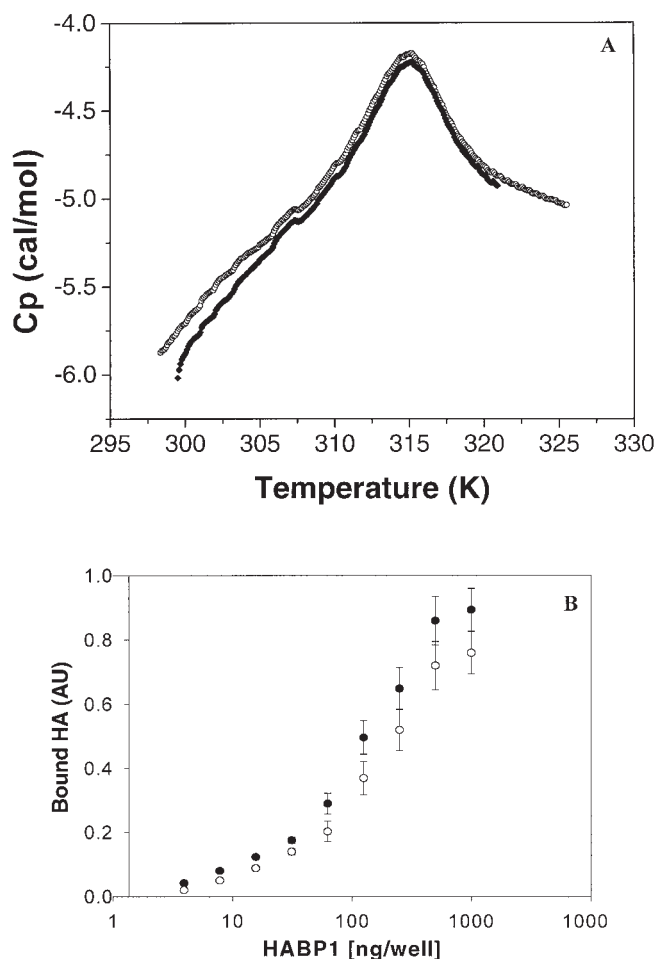 A
-4.0
-4.5
-5.0
-5.5
-6.0
Cp (cal/mol)
295 300 305 310 315 320 325 330
Temperature (K)
B
1.0
0.8
0.6
0.4
0.2
0.0
Bound HA (AU)
1 10 100 1000 1000
HABP1 [ng/well]